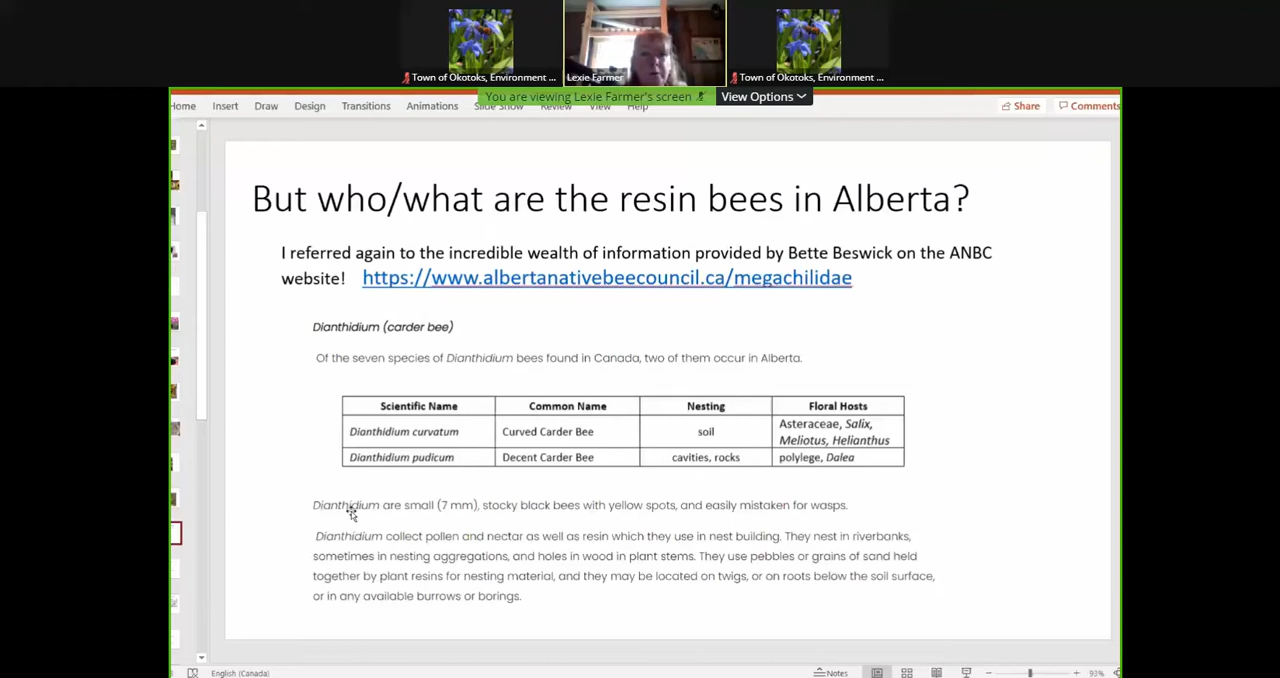 Town of Okotoks, Environment ...
Lexie Farmer
Town of Okotoks, Environment ...
You are viewing Lexie Farmer's screen
View Options
Home Insert Draw Design Transitions Animations Slide Show Review View Help
Share Comments
But who/what are the resin bees in Alberta?
I referred again to the incredible wealth of information provided by Bette Beswick on the ANBC
website! https://www.albertanativebeecouncil.ca/megachilidae
Dianthidium (carder bee)
Of the seven species of Dianthidium bees found in Canada, two of them occur in Alberta.
Scientific Name Common Name Nesting Floral Hosts
Dianthidium curvatum Curved Carder Bee soil Asteraceae, Salix,
Meliotus, Helianthus
Dianthidium pudicum Decent Carder Bee cavities, rocks polylege, Dalea
Dianthidium are small (7 mm), stocky black bees with yellow spots, and easily mistaken for wasps.
Dianthidium collect pollen and nectar as well as resin which they use in nest building. They nest in riverbanks,
sometimes in nesting aggregations, and holes in wood in plant stems. They use pebbles or grains of sand held
together by plant resins for nesting material, and they may be located on twigs, or on roots below the soil surface,
or in any available burrows or borings.
English (Canada)
Notes
93%